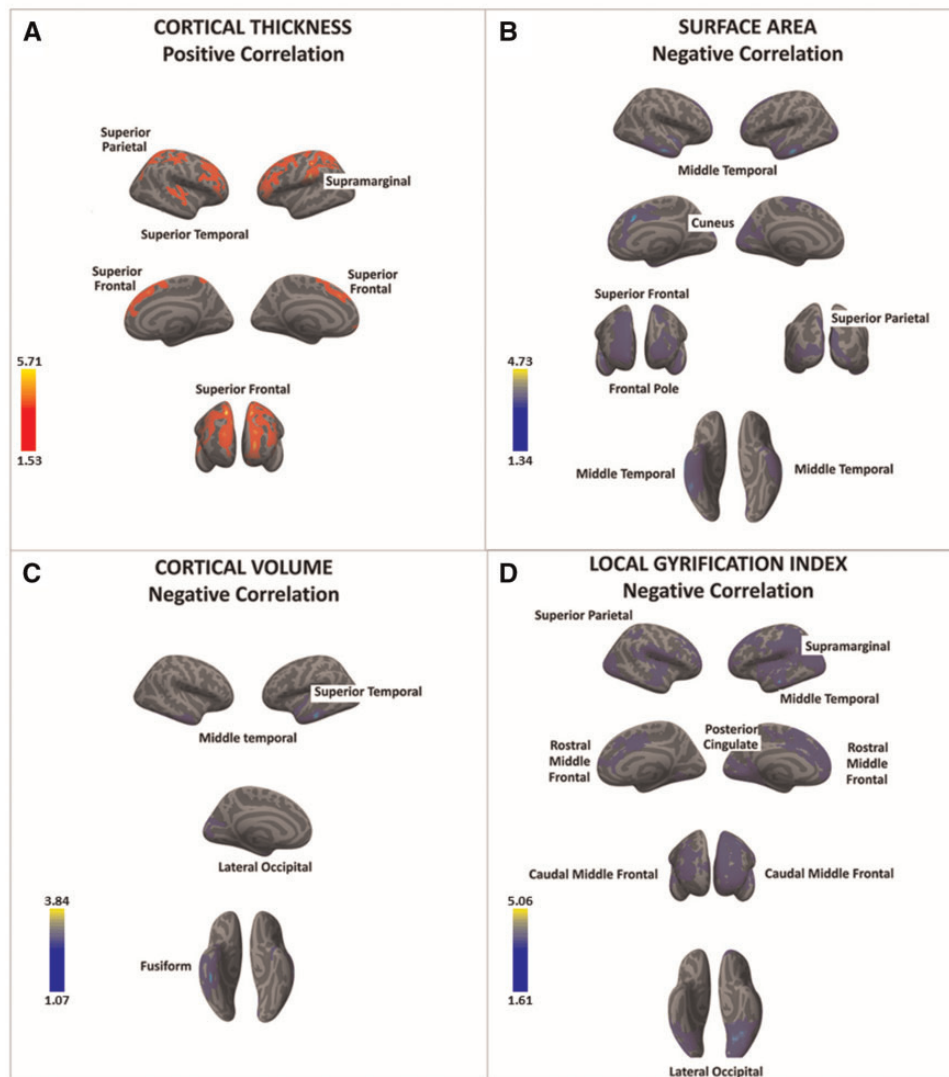 A
CORTICAL THICKNESS
Positive Correlation
Superior
Parietal
Supramarginal
Superior Temporal
Superior
Frontal
Superior
Frontal
5.71
1.53
Superior Frontal
B
SURFACE AREA
Negative Correlation
Middle Temporal
Cuneus
Superior Frontal
Superior Parietal
Frontal Pole
4.73
1.34
Middle Temporal
Middle Temporal
C
CORTICAL VOLUME
Negative Correlation
Superior Temporal
Middle temporal
Lateral Occipital
3.84
1.07
Fusiform
D
LOCAL GYRIFICATION INDEX
Negative Correlation
Superior Parietal
Supramarginal
Middle Temporal
Rostral
Middle
Frontal
Posterior
Cingulate
Rostral
Middle
Frontal
Caudal Middle Frontal
Caudal Middle Frontal
5.06
1.61
Lateral Occipital